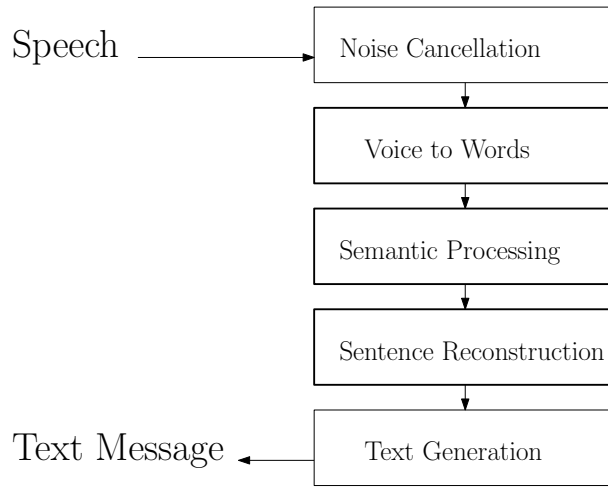 Speech
Noise Cancellation
Voice to Words
Semantic Processing
Sentence Reconstruction
Text Message
Text Generation